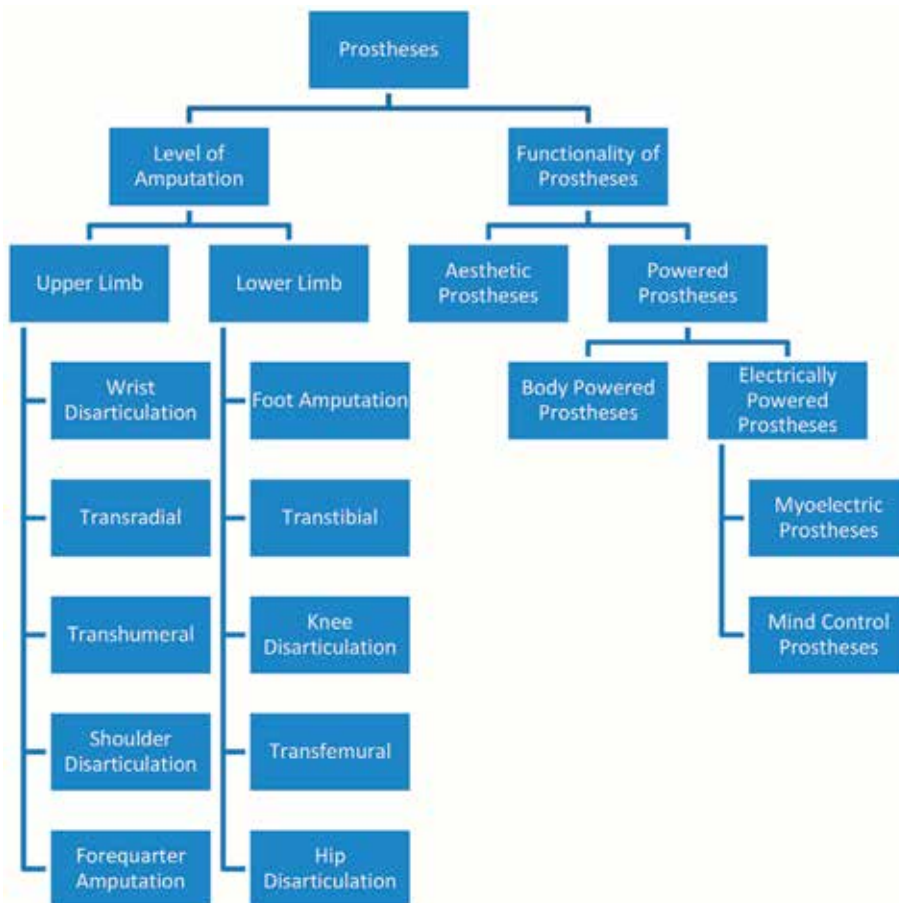 Prostheses
Level of
Amputation
Functionality of
Prostheses
Upper Limb
Lower Limb
Aesthetic
Prostheses
Powered
Prostheses
Wrist
Disarticulation
Foot Amputation
Body Powered
Prostheses
Electrically
Powered
Prostheses
Transradial
Transtibial
Myoelectric
Prostheses
Transhumeral
Knee
Disarticulation
Mind Control
Prostheses
Shoulder
Disarticulation
Transfemural
Forequarter
Amputation
Hip
Disarticulation